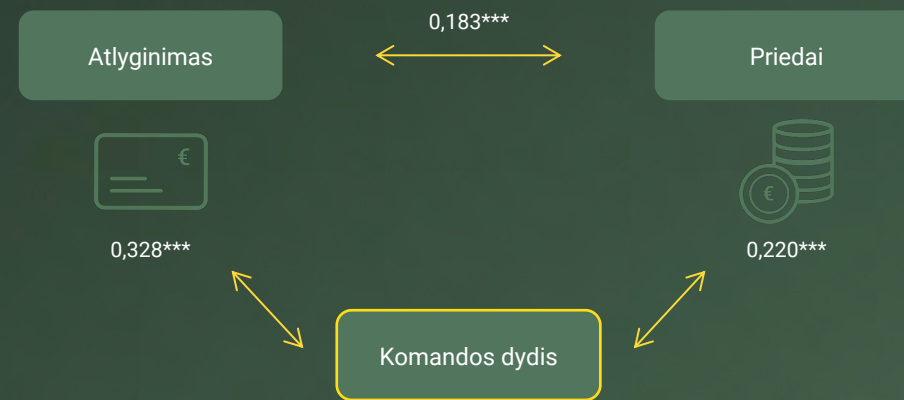 0,183***
Atlyginimas
Priedai
€
€
0,328***
0,220***
Komandos dydis